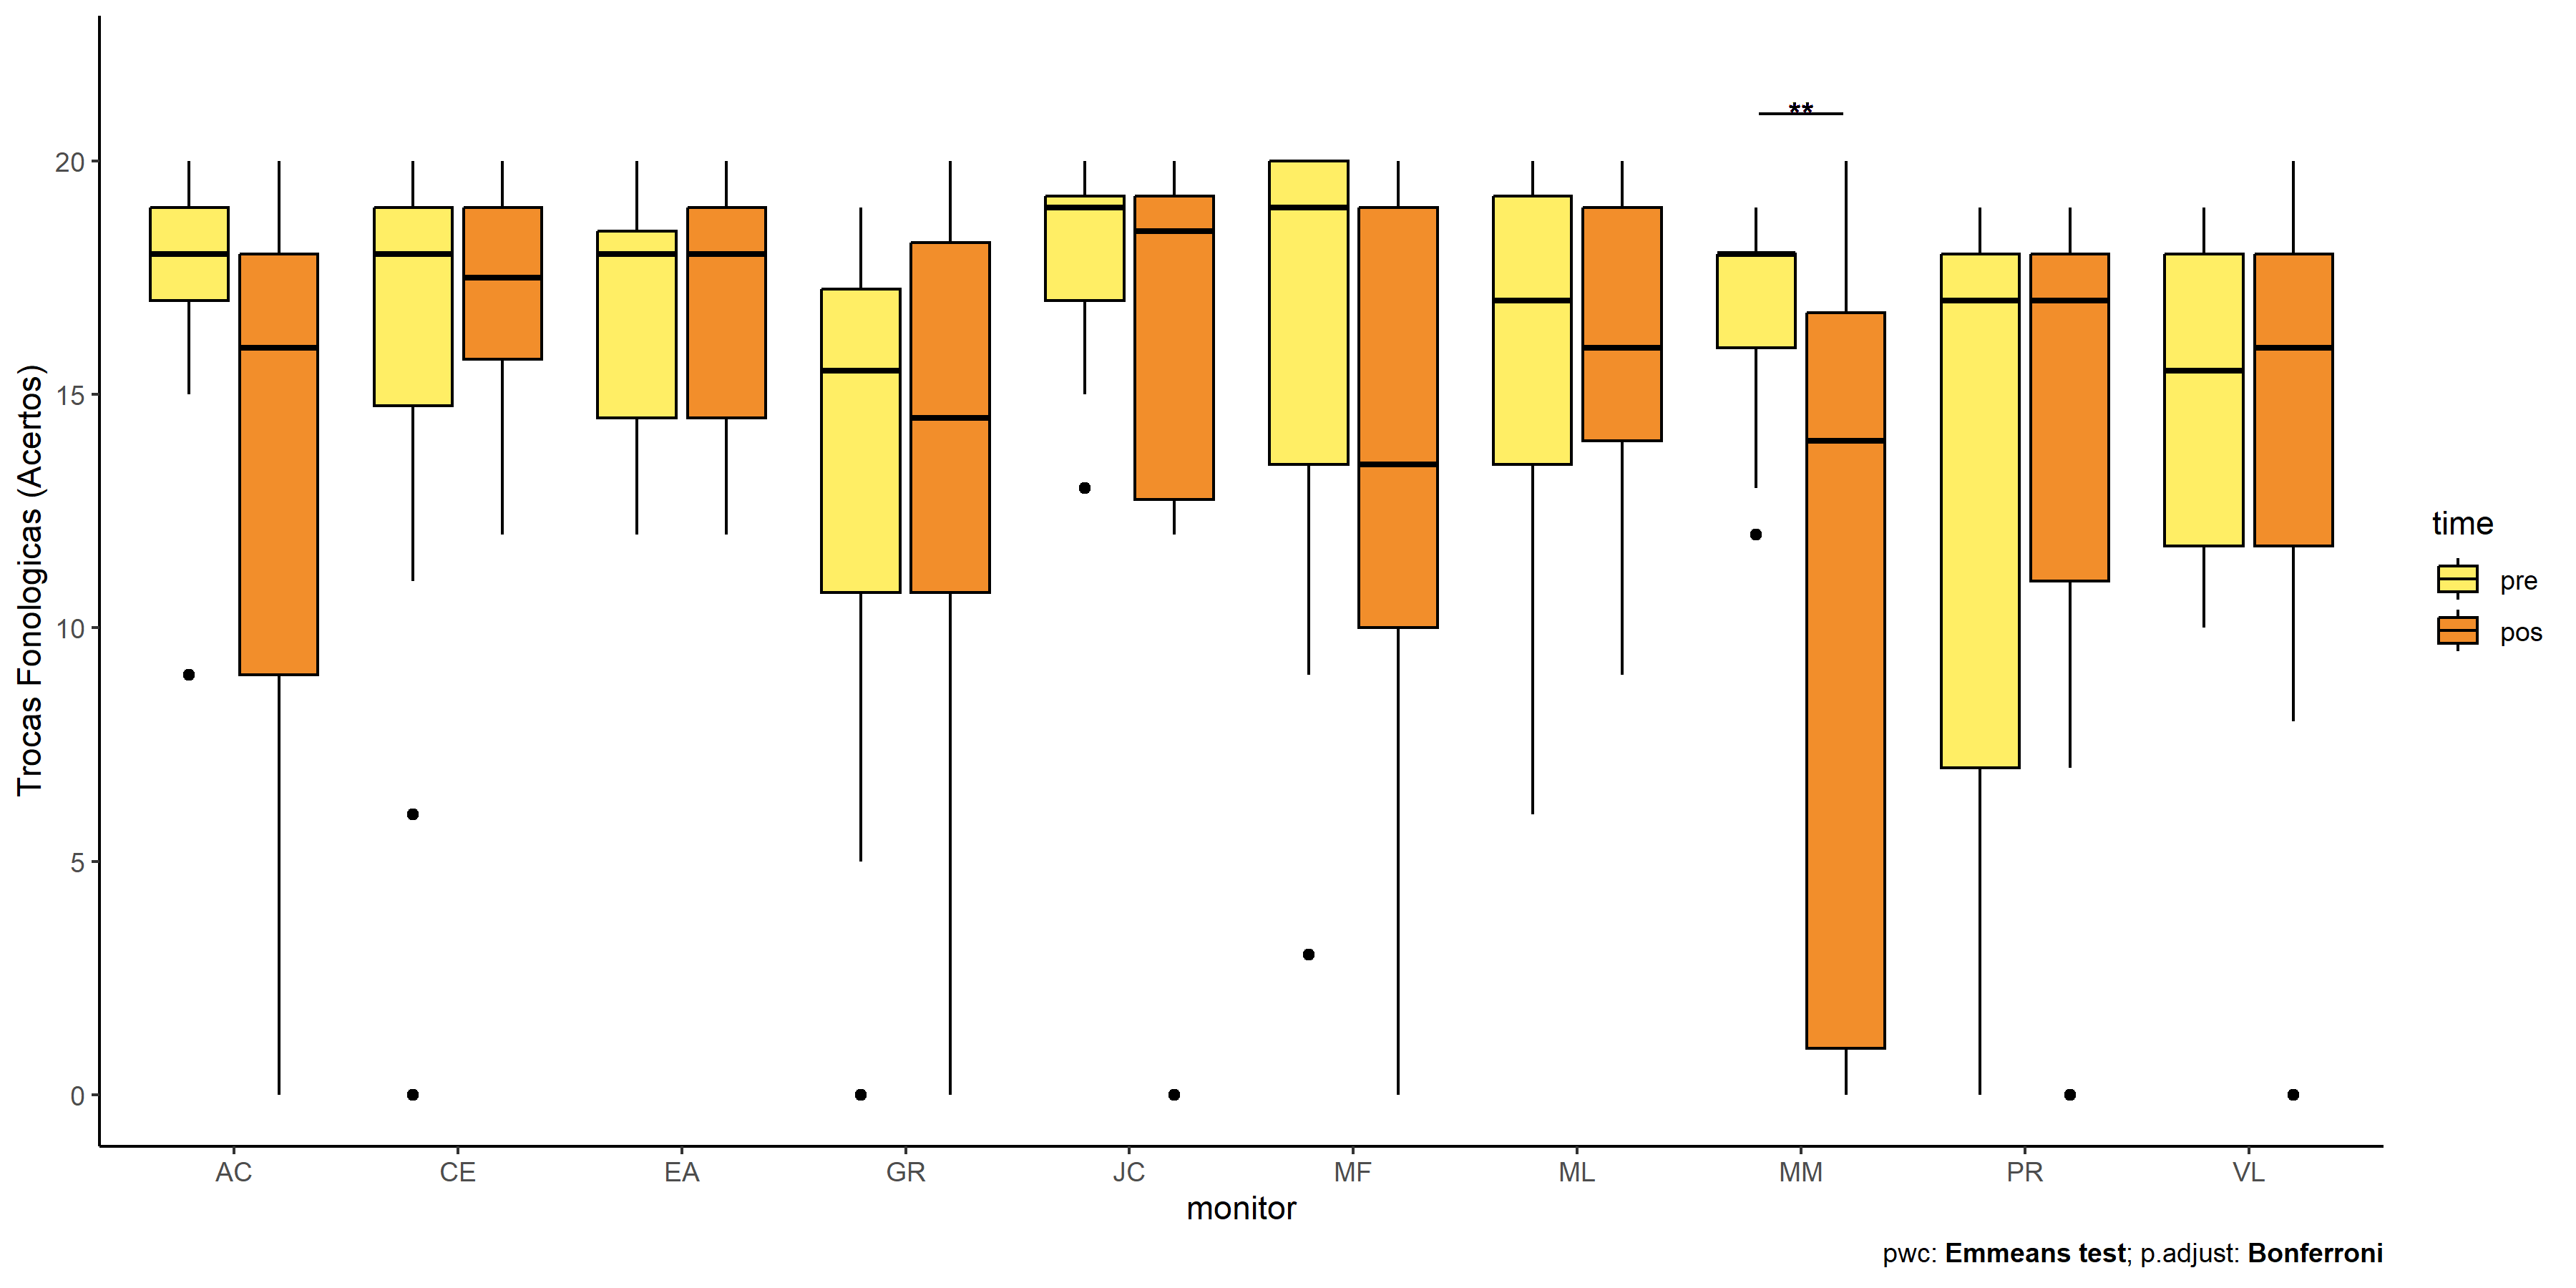 **
20
15
10
5
0
Trocas Fonologicas (Acertos)
AC CE EA GR JC MF ML MM PR VL
monitor
time
pre
pos
pwc: Emmeans test; p.adjust: Bonferroni